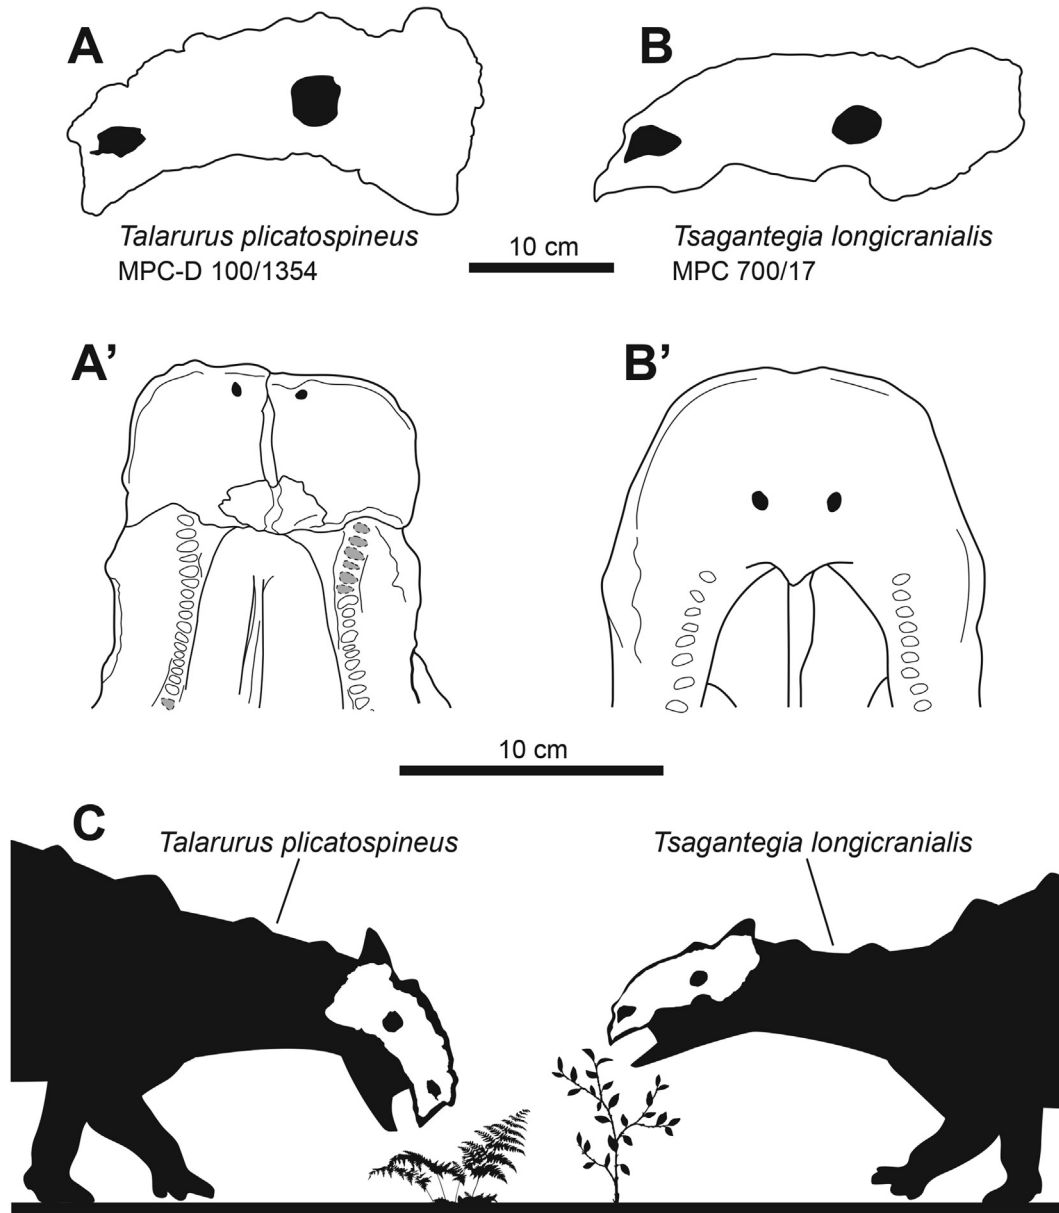 A
B
Talarurus plicatospineus
MPC-D 100/1354
10 cm
Tsagantegia longicranialis
MPC 700/17
A’
B’
10 cm
C
Talarurus plicatospineus
Tsagantegia longicranialis